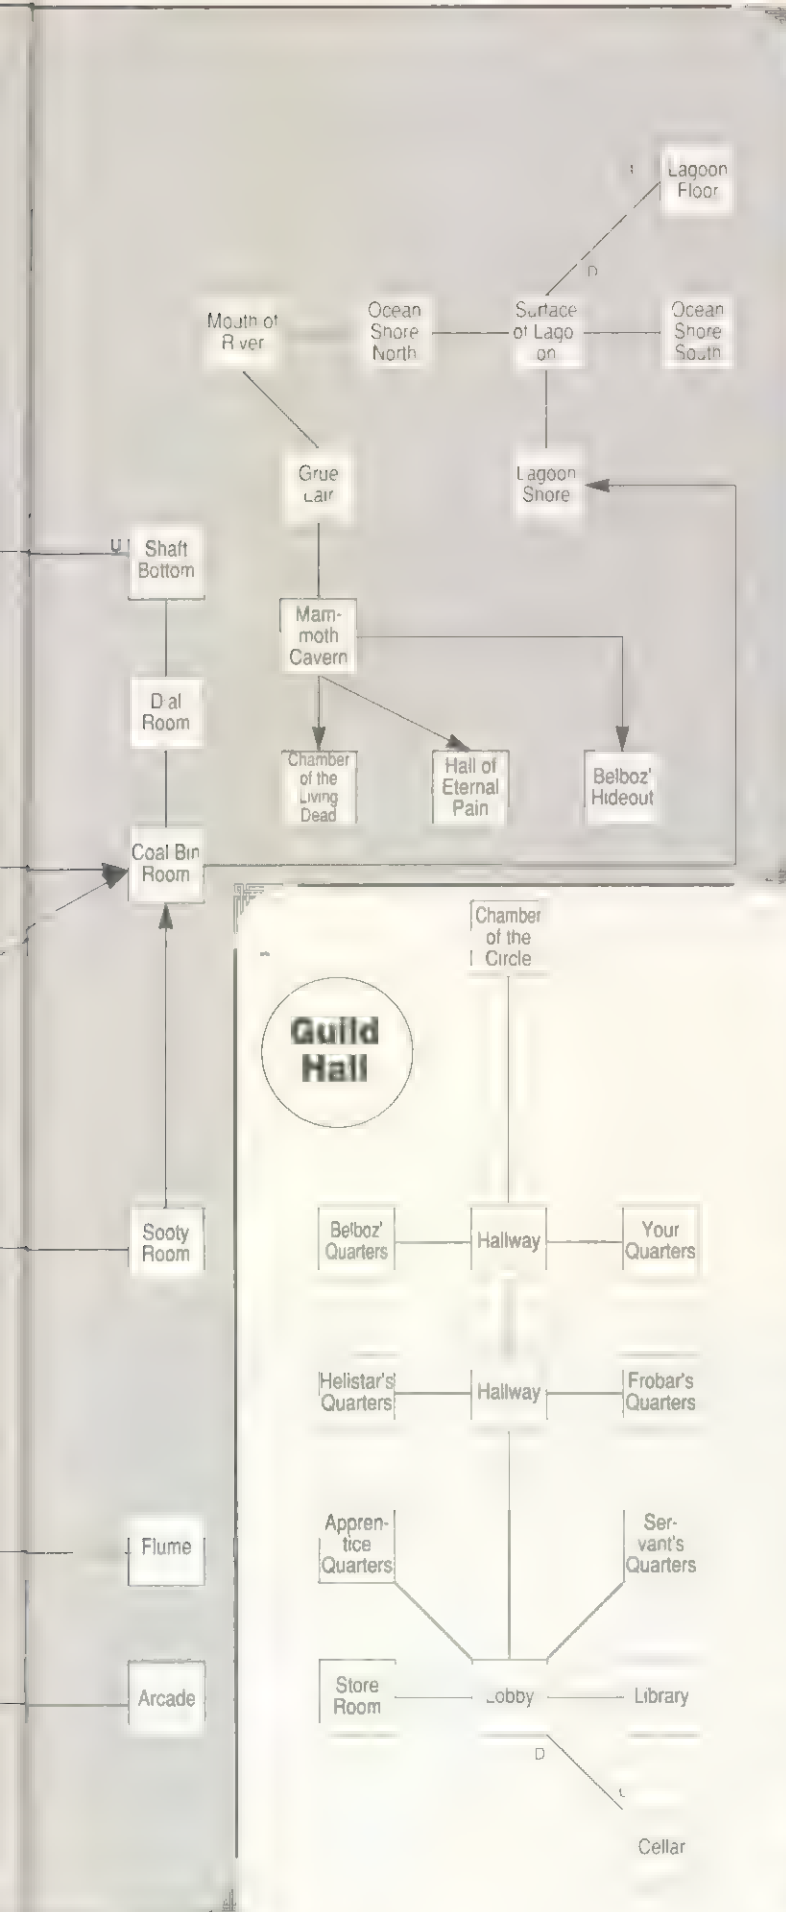 Lagoon
Floor
D
Mouth of
River
Ocean
Shore
North
Surface
of Lago
on
Ocean
Shore
South
Grue
Lair
Lagoon
Shore
U
Shaft
Bottom
Mam-
moth
Cavern
Dial
Room
Chamber
of the
Living
Dead
Hall of
Eternal
Pain
Belboz'
Hideout
Coal Bin
Room
Chamber
of the
Circle
Guild
Hall
Sooty
Room
Belboz'
Quarters
Hallway
Your
Quarters
Helistar's
Quarters
Hallway
Frobar's
Quarters
Flume
Appren-
tice
Quarters
Ser-
vant's
Quarters
Arcade
Store
Room
Lobby
Library
D
Cellar